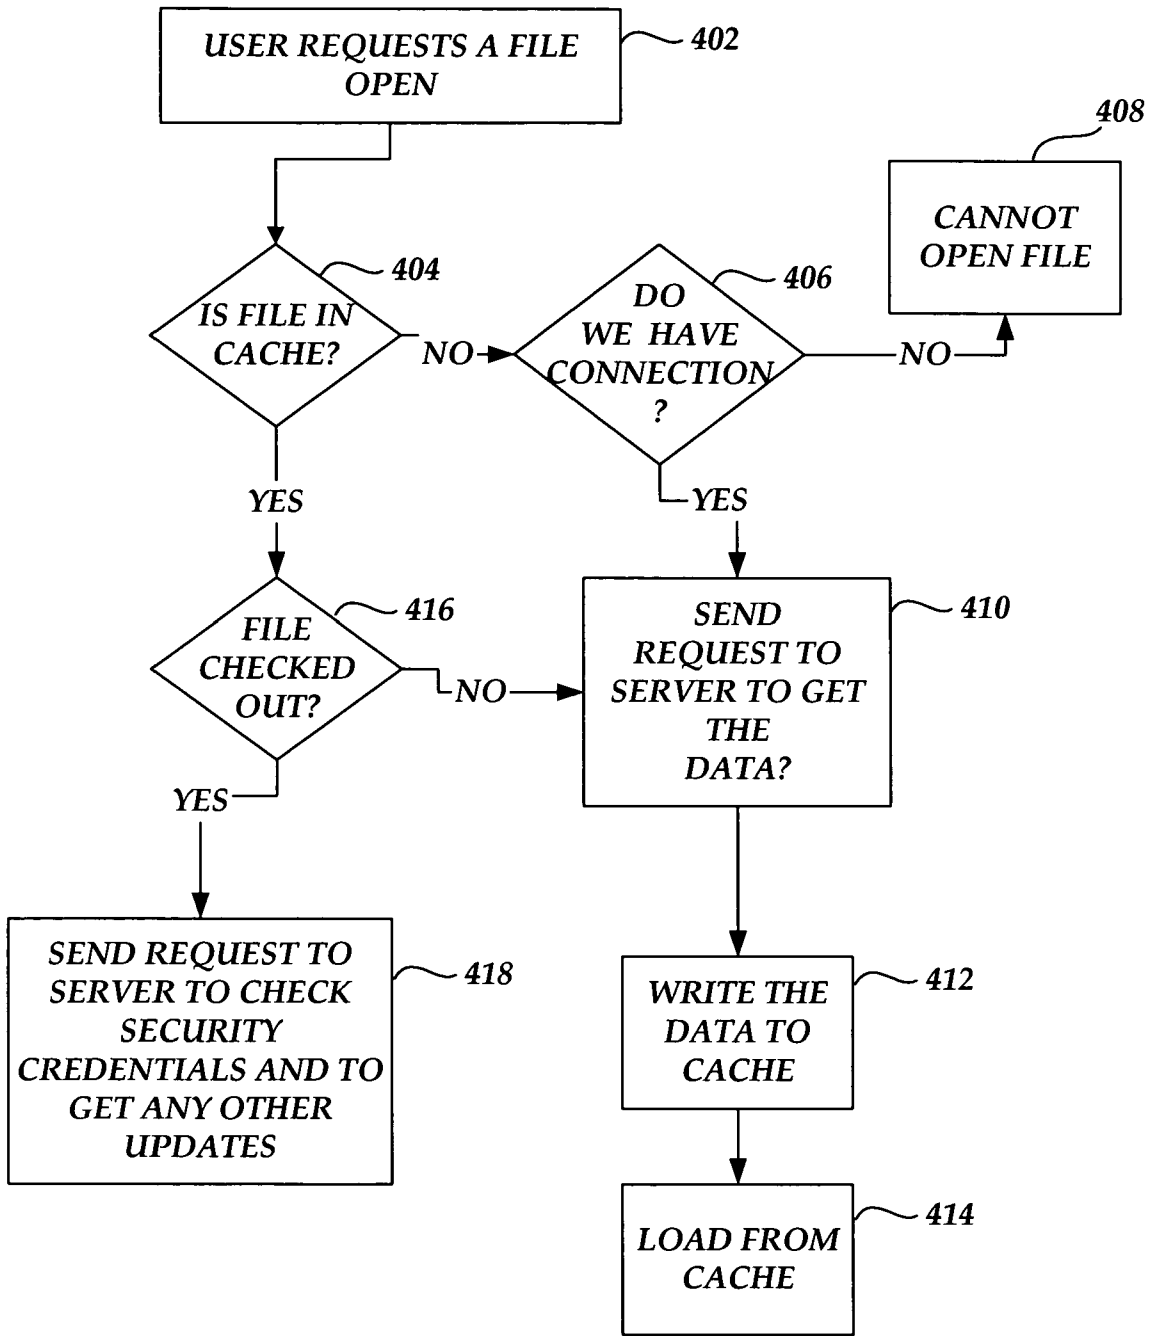 USER REQUESTS A FILE
OPEN
402
408
CANNOT
OPEN FILE
404
IS FILE IN
CACHE?
NO
406
DO
WE HAVE
CONNECTION
?
NO
YES
YES
416
FILE
CHECKED
OUT?
NO
410
SEND
REQUEST TO
SERVER TO GET
THE
DATA?
YES
418
SEND REQUEST TO
SERVER TO CHECK
SECURITY
CREDENTIALS AND TO
GET ANY OTHER
UPDATES
412
WRITE THE
DATA TO
CACHE
414
LOAD FROM
CACHE